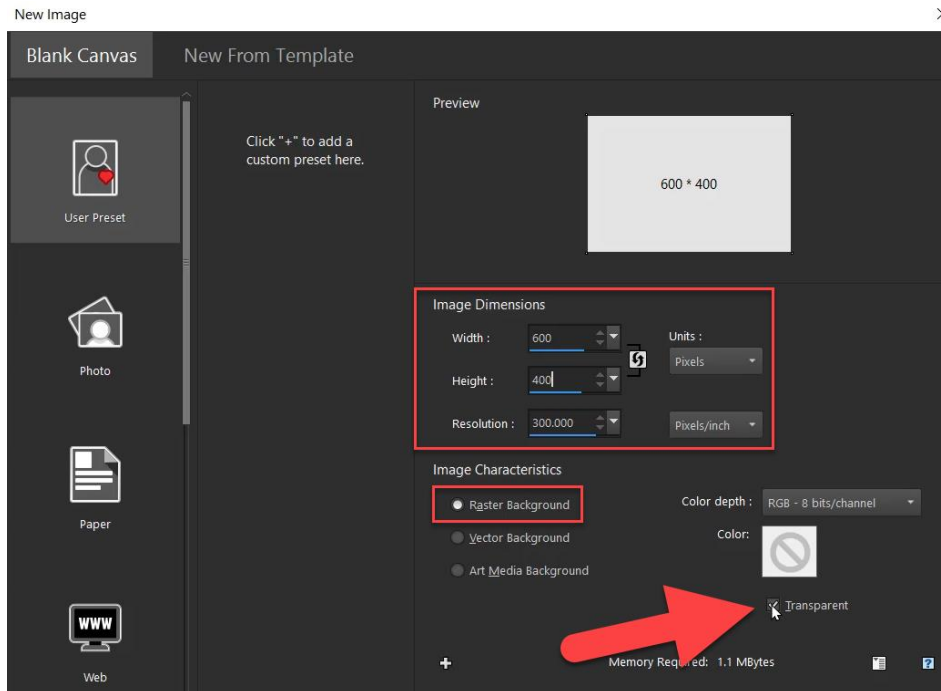 New Image
Blank Canvas
New From Template
User Preset
Photo
Paper
WWW
Web
Click "+" to add a
custom preset here.
Preview
600 * 400
Image Dimensions
Width :
600
Units :
Pixels
Height :
400
Resolution :
300.000
Pixels/inch
Image Characteristics
Raster Background
Color depth :
RGB - 8 bits/channel
Vector Background
Color:
Art Media Background
Transparent
Memory Required: 1.1 MBytes
?